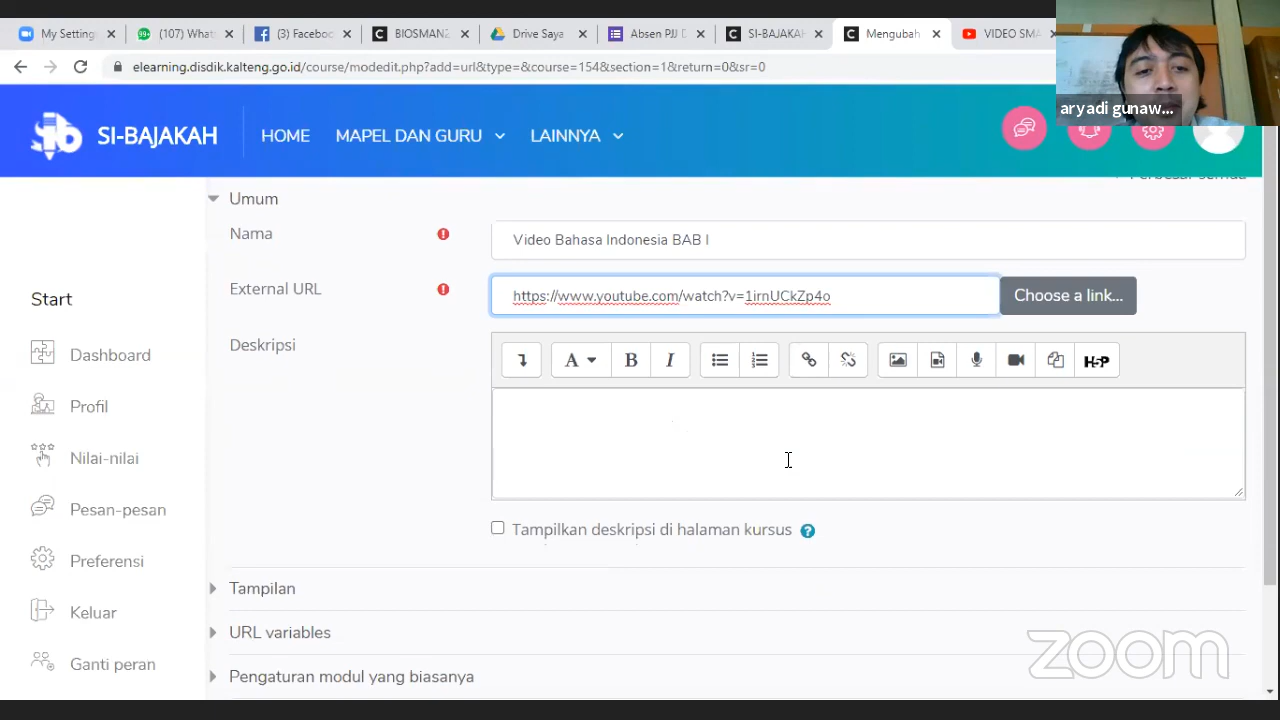 My Setting
(107) What
(3) Faceboo
BIOSMAN
Drive Saya
Absen PJJ D
SI-BAJAKAH
Mengubah
VIDEO SMA
elearning.disdik.kalteng.go.id/course/modedit.php?add=url&type=&course=154&section=1&return=0&sr=0
aryadi gunaw...
SI-BAJAKAH
HOME
MAPEL DAN GURU
LAINNYA
Umum
Nama
Video Bahasa Indonesia BAB I
External URL
https://www.youtube.com/watch?v=1irnUCkZp4o
Choose a link...
Deskripsi
A
B
I
H-P
Tampilkan deskripsi di halaman kursus
Tampilan
URL variables
Pengaturan modul yang biasanya
Start
Dashboard
Profil
Nilai-nilai
Pesan-pesan
Preferensi
Keluar
Ganti peran
zoom